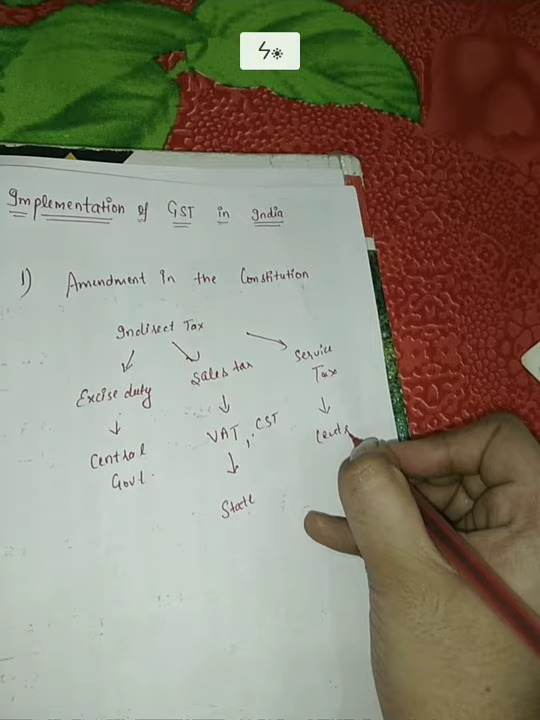 Implementation of GST in India
1) Amendment in the Constitution
Indirect Tax
Excise duty
Sales tax
Service Tax
Central Govt.
VAT, CST
State
Centr